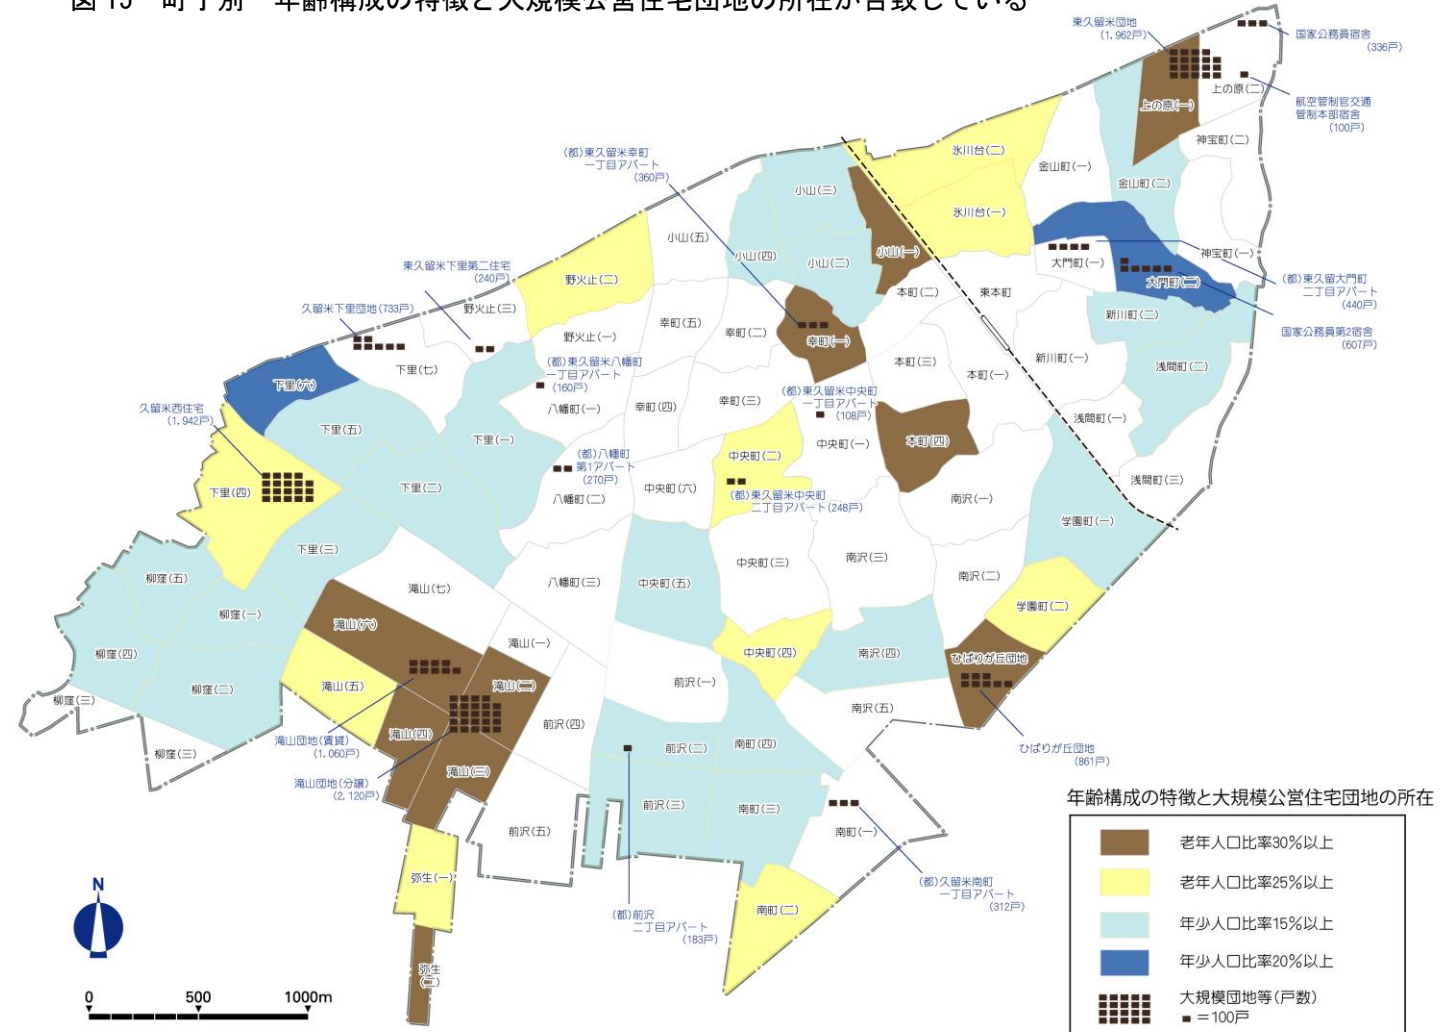 図 15 町丁別 年齢構成の特徴と大規模公営住宅団地の所在が合致している
東久留米団地
(1,962戸)
国家公務員宿舎
(336戸)
上の原(一)
上の原(二)
航空管制官交通
管制本部宿舎
(100戸)
神宝町(二)
(都)東久留米幸町
一丁目アパート
(360戸)
氷川台(二)
金山町(一)
金山町(二)
小山(三)
氷川台(一)
小山(五)
小山(四)
小山(二)
小山(一)
大門町(一)
神宝町(一)
大門町(二)
(都)東久留大門町
二丁目アパート
(440戸)
東久留米下里第二住宅
(240戸)
野火止(二)
本町(二)
東本町
新川町(二)
国家公務員第2宿舎
(607戸)
久留米下里団地(733戸)
野火止(三)
野火止(一)
幸町(五)
幸町(二)
幸町(一)
下里(七)
(都)東久留米八幡町
一丁目アパート
(160戸)
本町(三)
本町(一)
新川町(一)
浅間町(二)
下里(六)
久留米西住宅
(1,942戸)
八幡町(一)
幸町(四)
幸町(三)
(都)東久留米中央町
一丁目アパート
(108戸)
浅間町(一)
下里(五)
下里(一)
中央町(一)
本町(四)
(都)八幡町
第1アパート
(270戸)
中央町(二)
下里(四)
下里(二)
八幡町(二)
中央町(六)
(都)東久留米中央町
二丁目アパート(248戸)
南沢(一)
浅間町(三)
学園町(一)
下里(三)
柳窪(五)
滝山(七)
八幡町(三)
中央町(五)
中央町(三)
南沢(三)
南沢(二)
柳窪(一)
学園町(二)
滝山(六)
滝山(一)
柳窪(四)
中央町(四)
南沢(四)
ひばりが丘団地
柳窪(二)
滝山(五)
滝山(二)
前沢(一)
柳窪(三)
南沢(五)
滝山(四)
前沢(四)
滝山団地(賃貸)
(1,060戸)
柳窪(三)
滝山(三)
前沢(二)
南町(四)
ひばりが丘団地
(861戸)
滝山団地(分譲)
(2,120戸)
前沢(三)
南町(三)
前沢(五)
南町(一)
弥生(一)
(都)前沢
二丁目アパート
(183戸)
南町(二)
(都)久留米南町
一丁目アパート
(312戸)
弥生
(二)
年齢構成の特徴と大規模公営住宅団地の所在
老年人口比率30%以上
老年人口比率25%以上
年少人口比率15%以上
年少人口比率20%以上
大規模団地等(戸数)
=100戸
N
0 500 1000m